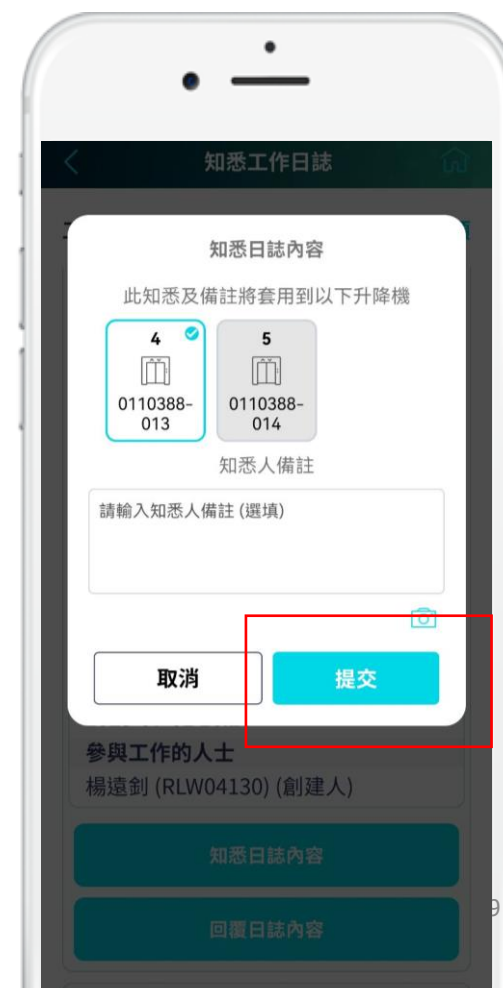 知悉工作日誌
知悉日誌內容
此知悉及備註將套用到以下升降機
4
0110388-
013
5
0110388-
014
知悉人備註
請輸入知悉人備註 (選填)
取消
提交
參與工作的人士
楊遠釗 (RLW04130) (創建人)
知悉日誌內容
回覆日誌內容
9